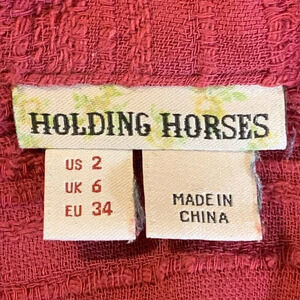 HOLDING HORSES
US 2
UK 6
EU 34
MADE IN
CHINA